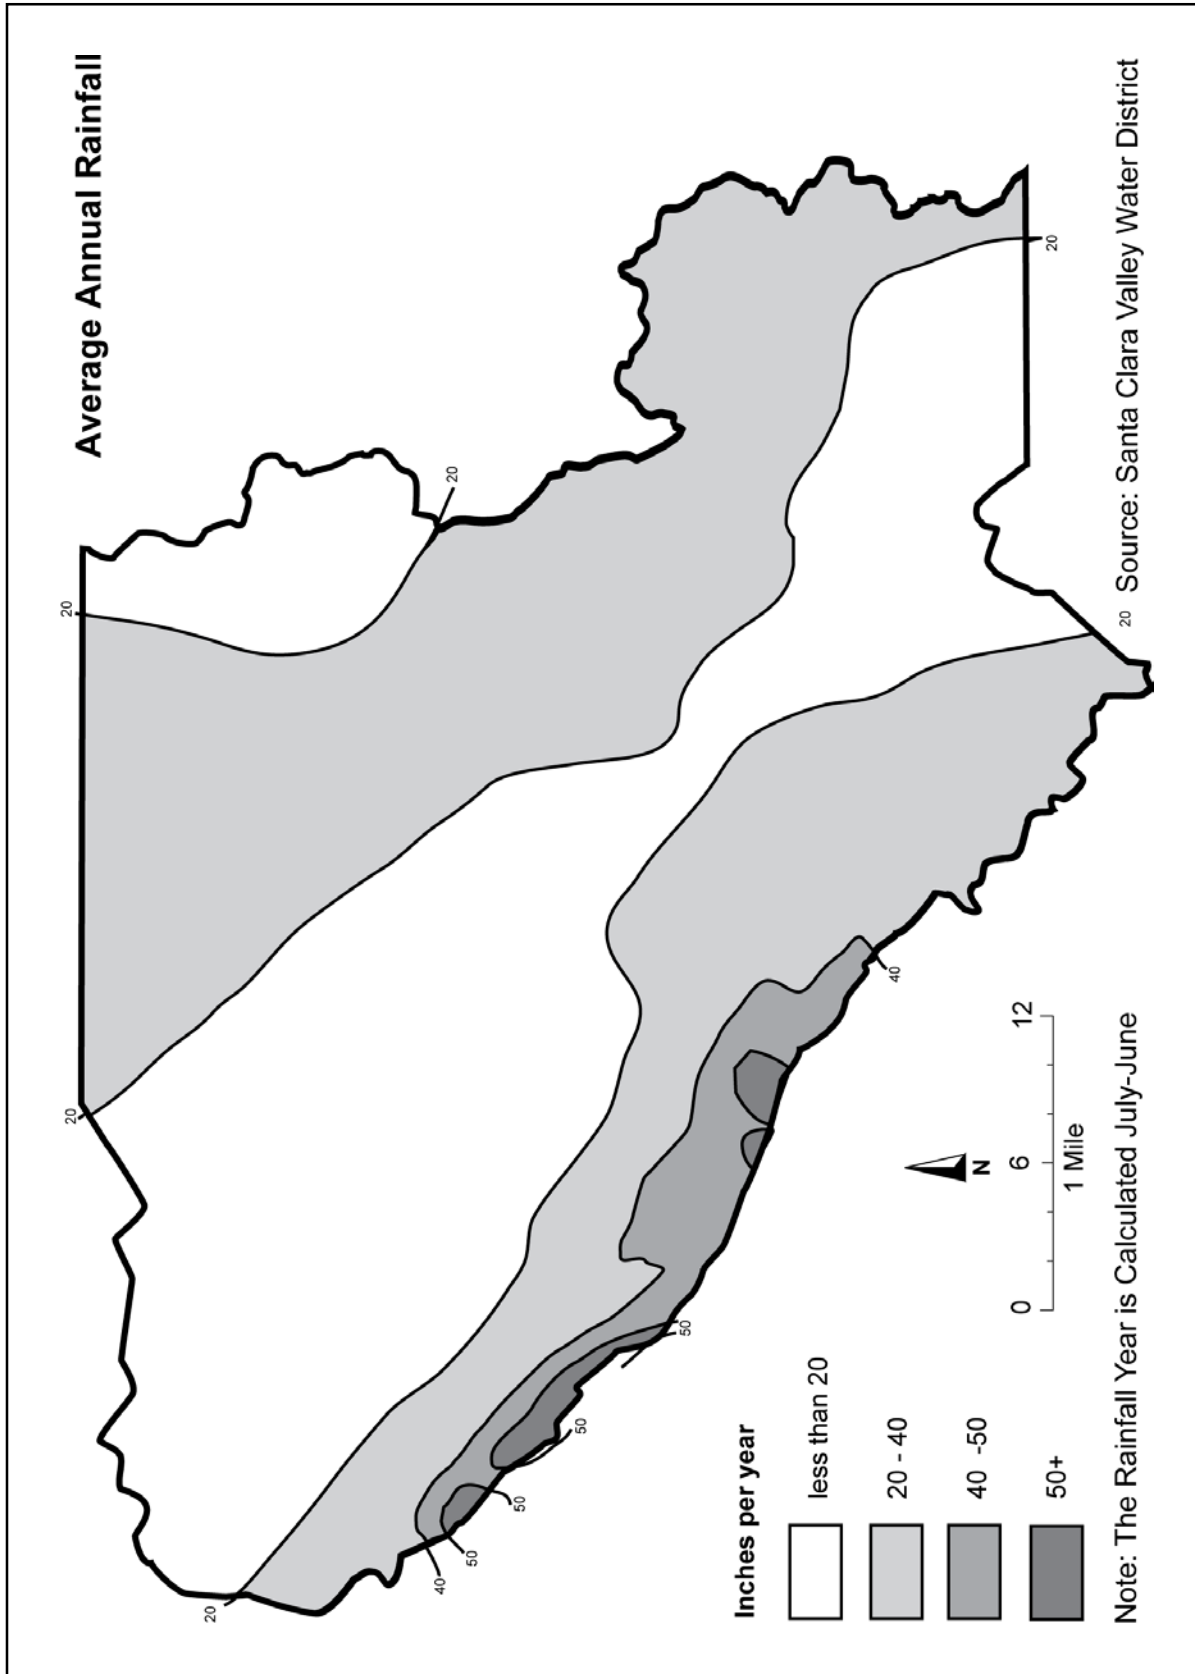 Average Annual Rainfall
20
20
20
20
20
20
40
40
50
50
50
50
Inches per year
less than 20
20 - 40
40 -50
50+
N
0 6 12
1 Mile
Note: The Rainfall Year is Calculated July-June
Source: Santa Clara Valley Water District